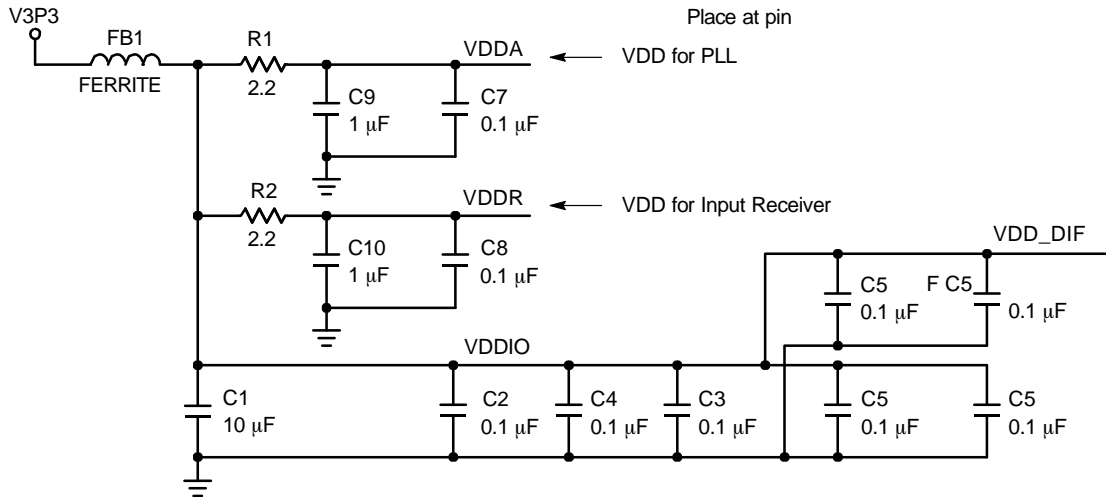 V3P3
FB1
FERRITE
R1
2.2
VDDA
Place at pin
VDD for PLL
C9
1 μF
C7
0.1 μF
R2
2.2
VDDR
VDD for Input Receiver
C10
1 μF
C8
0.1 μF
VDD_DIF
C5
0.1 μF
F C5
0.1 μF
VDDIO
C1
10 μF
C2
0.1 μF
C4
0.1 μF
C3
0.1 μF
C5
0.1 μF
C5
0.1 μF